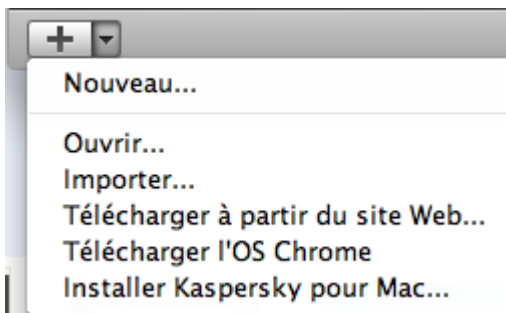 Nouveau...
Ouvrir...
Importer...
Télécharger à partir du site Web...
Télécharger l'OS Chrome
Installer Kaspersky pour Mac...